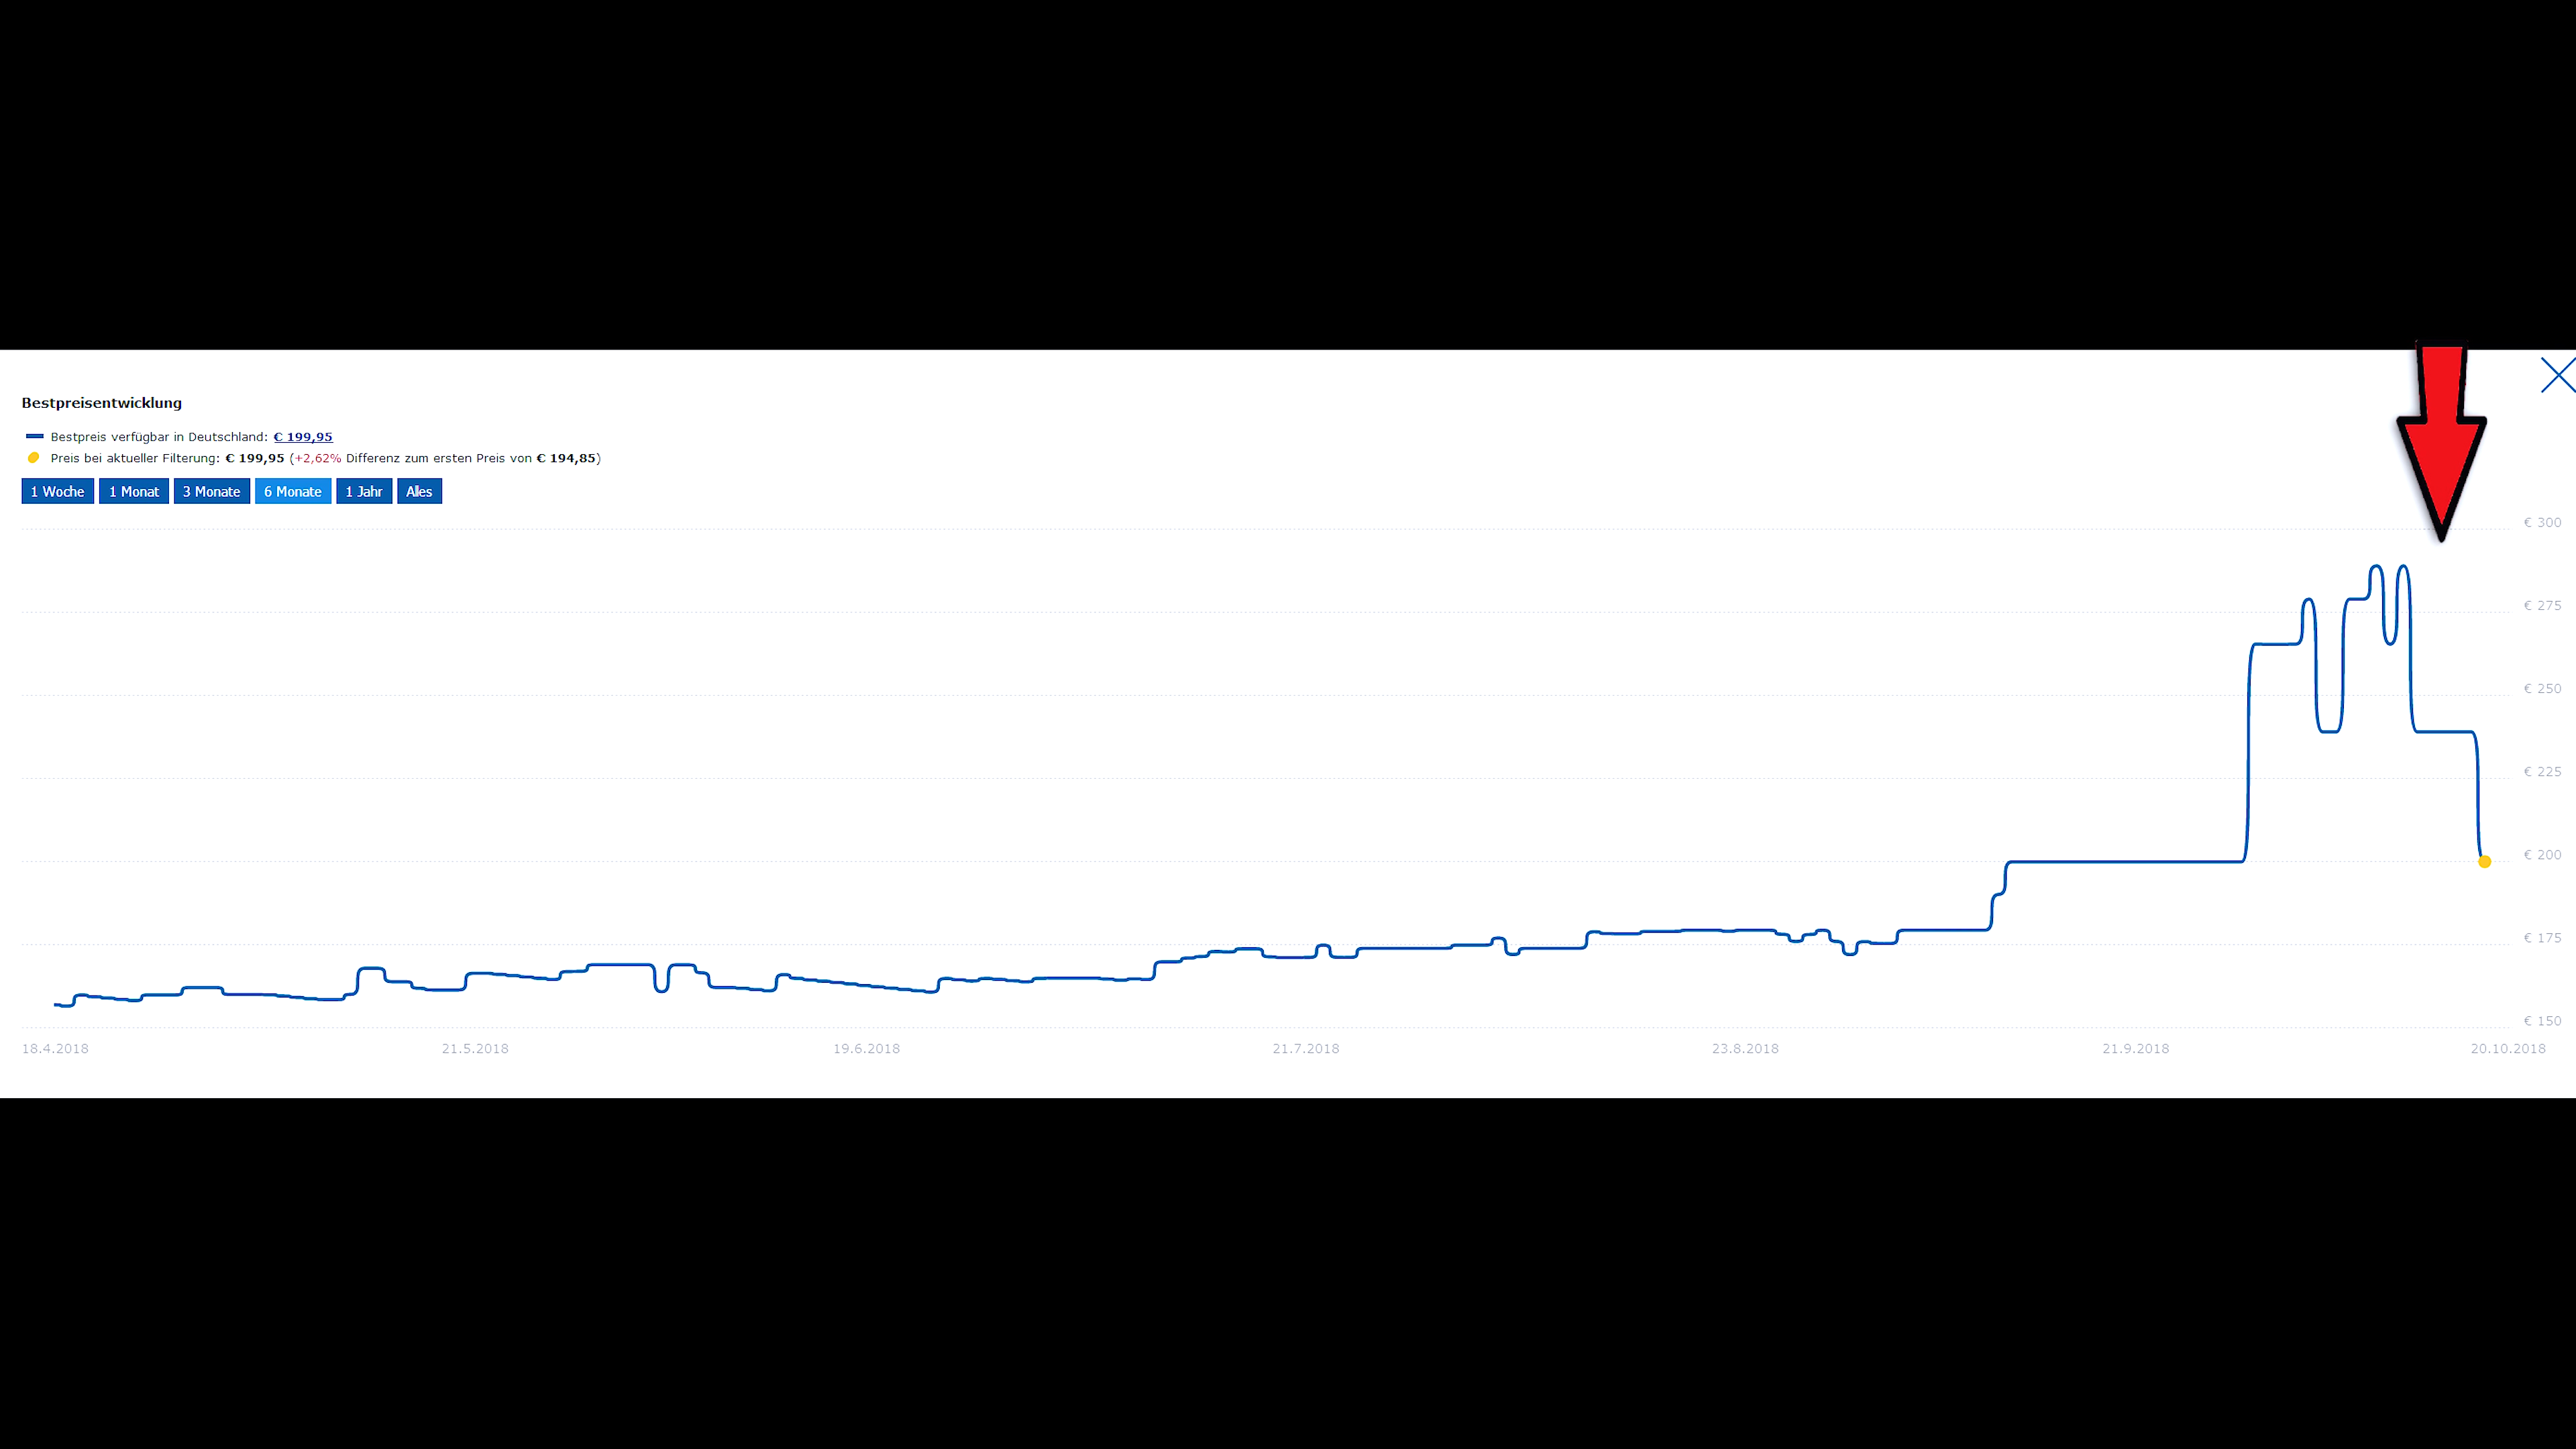 Bestpreisentwicklung
Bestpreis verfügbar in Deutschland: € 199,95
Preis bei aktueller Filterung: € 199,95 (+2,62% Differenz zum ersten Preis von € 194,85)
1 Woche 1 Monat 3 Monate 6 Monate 1 Jahr Alles
€ 300
€ 275
€ 250
€ 225
€ 200
€ 175
€ 150
18.4.2018 21.5.2018 19.6.2018 21.7.2018 23.8.2018 21.9.2018 20.10.2018